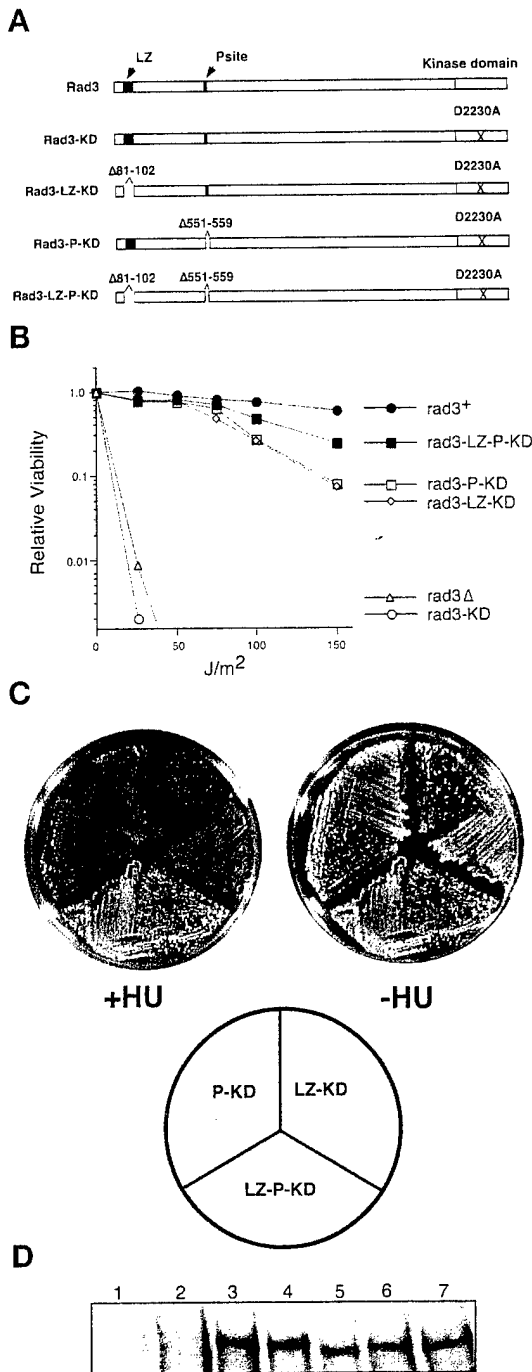 A
LZ
Psite
Kinase domain
Rad3
D2230A
Rad3-KD
Δ81-102
D2230A
Rad3-LZ-KD
Δ551-559
D2230A
Rad3-P-KD
Δ81-102
Δ551-559
D2230A
Rad3-LZ-P-KD
B
1.0
0.1
0.01
Relative Viability
0
50
100
150
J/m²
rad3⁺
rad3-LZ-P-KD
rad3-P-KD
rad3-LZ-KD
rad3Δ
rad3-KD
C
+HU
-HU
P-KD
LZ-KD
LZ-P-KD
D
1 2 3 4 5 6 7